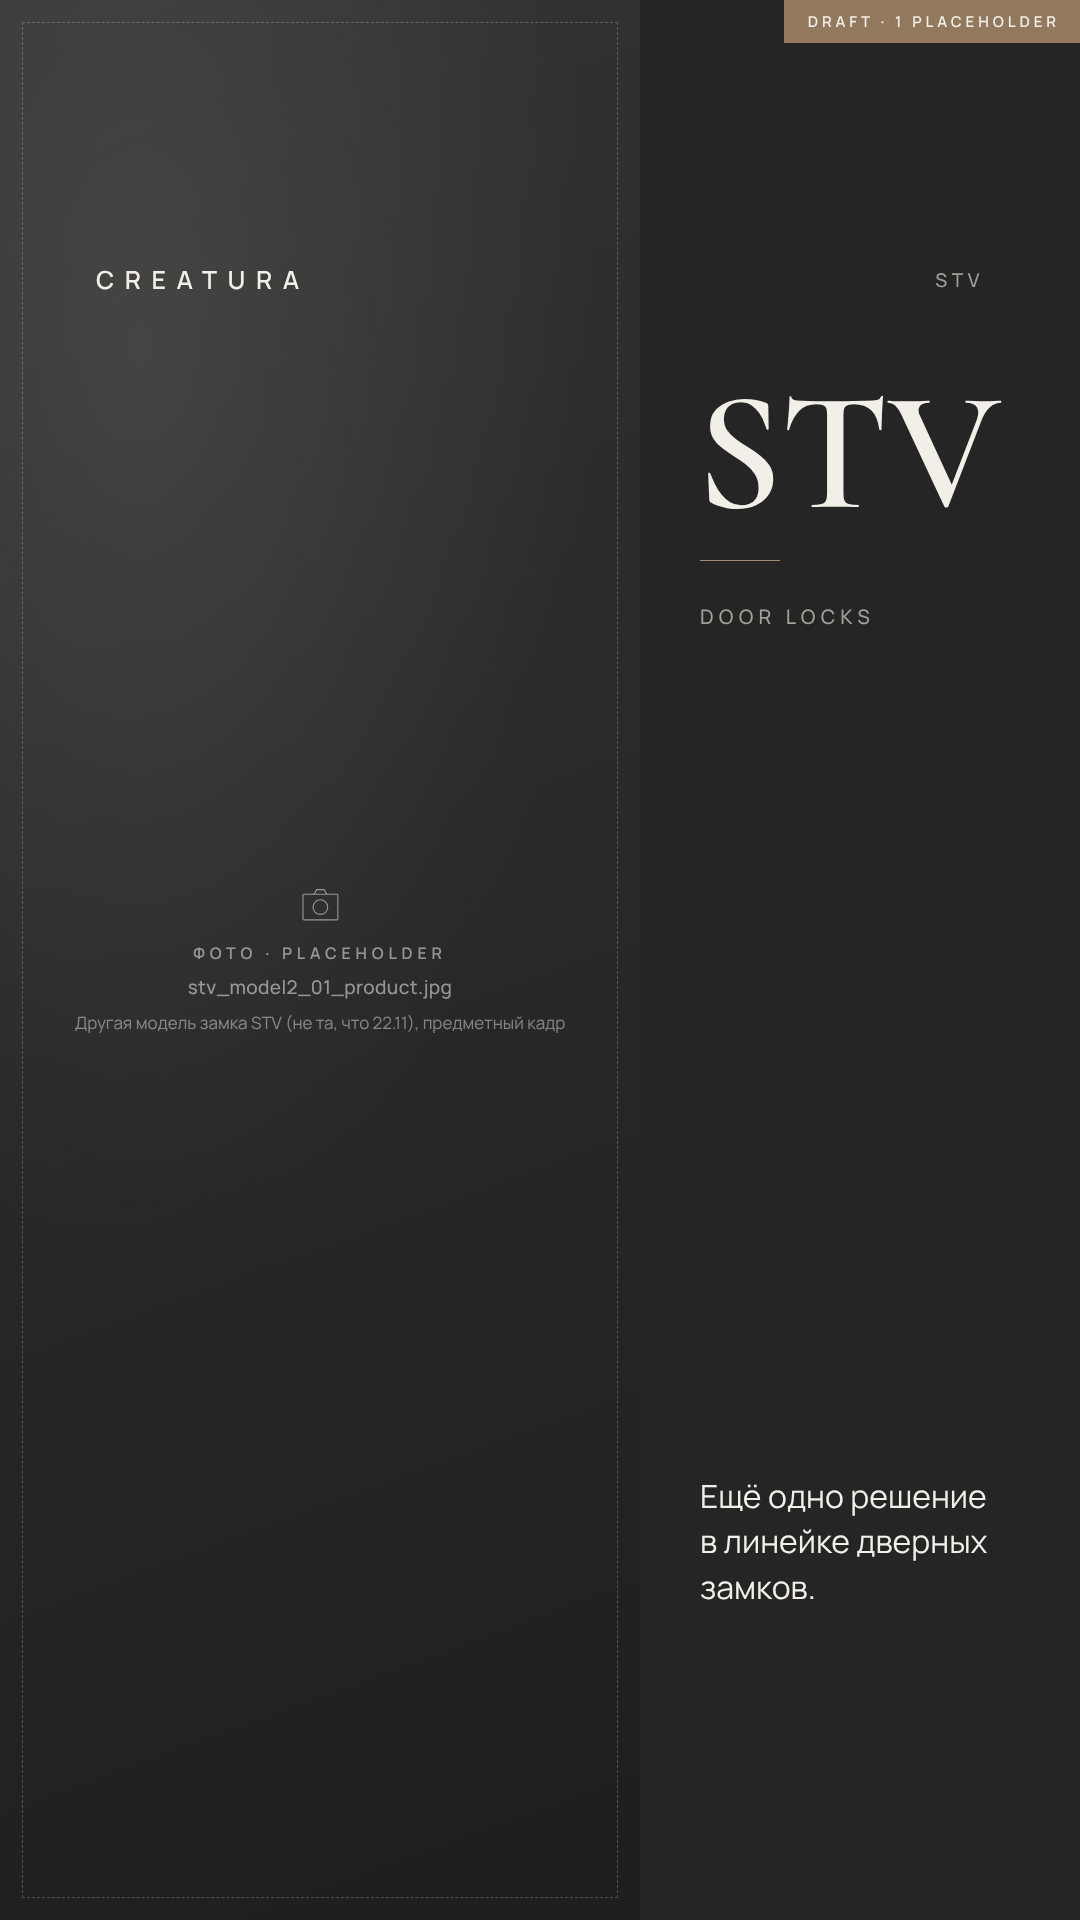 DRAFT · 1 PLACEHOLDER
CREATURA
STV
STV
DOOR LOCKS
ФОТО · PLACEHOLDER
stv_model2_01_product.jpg
Другая модель замка STV (не та, что 22.11), предметный кадр
Ещё одно решение
в линейке дверных
замков.